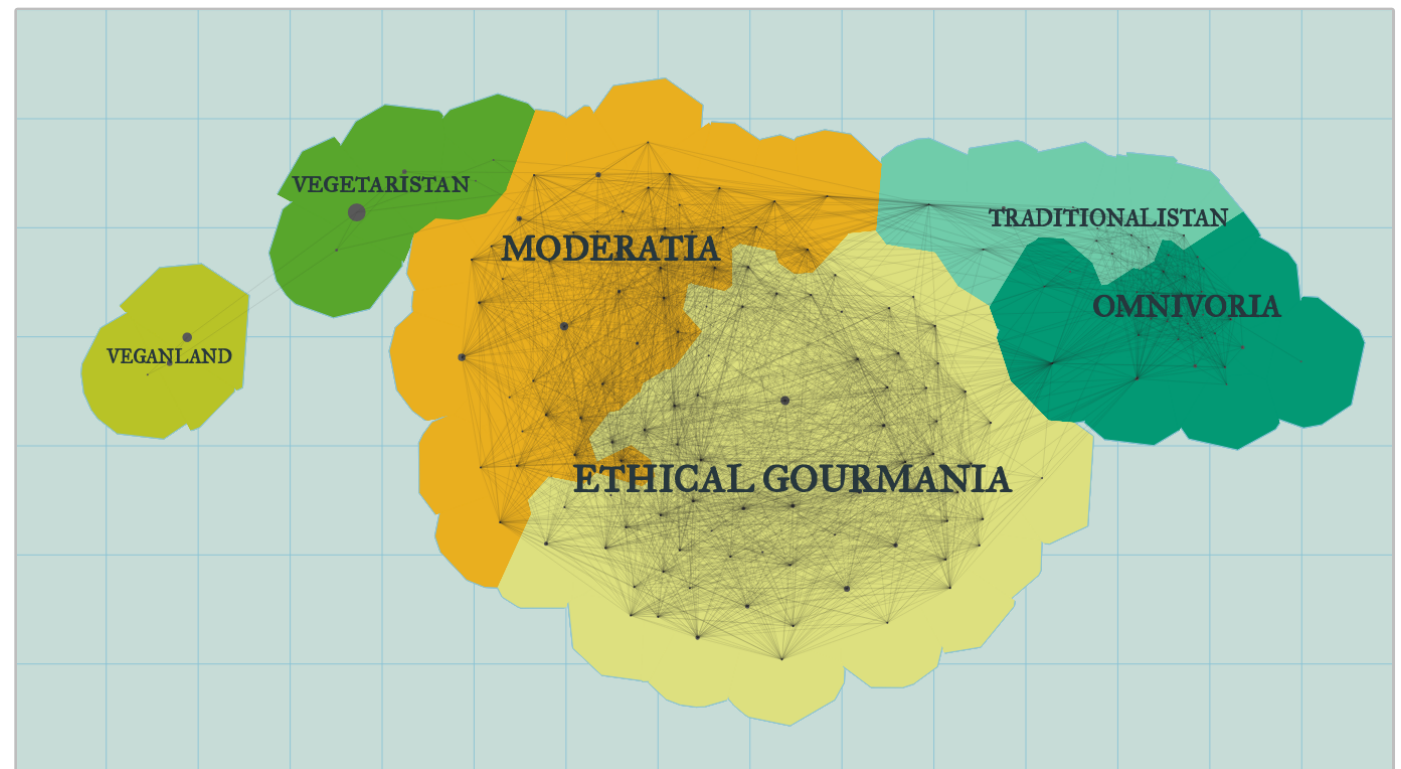 VEGETARISTAN
TRADITIONALISTAN
MODERATIA
OMNIVORIA
VEGANLAND
ETHICAL GOURMANIA